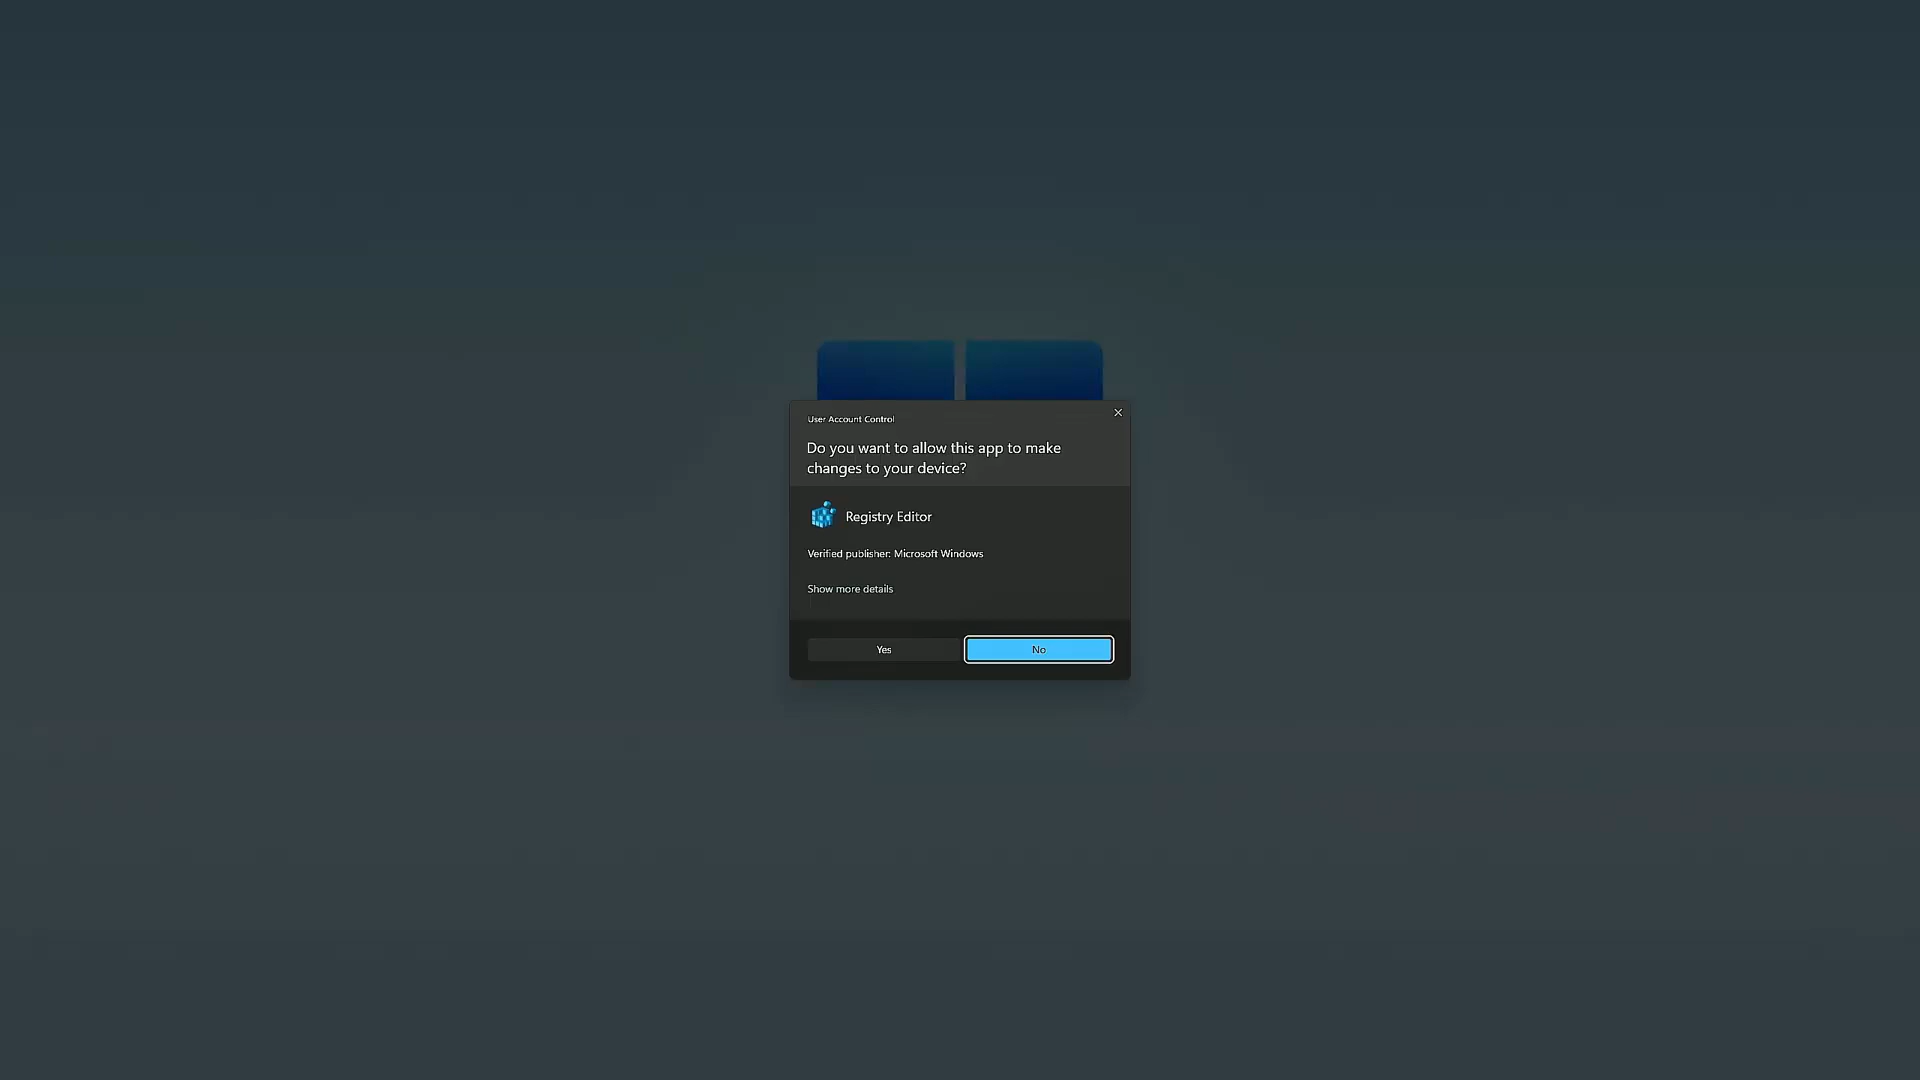 User Account Control
Do you want to allow this app to make
changes to your device?
Registry Editor
Verified publisher: Microsoft Windows
Show more details
Yes
No